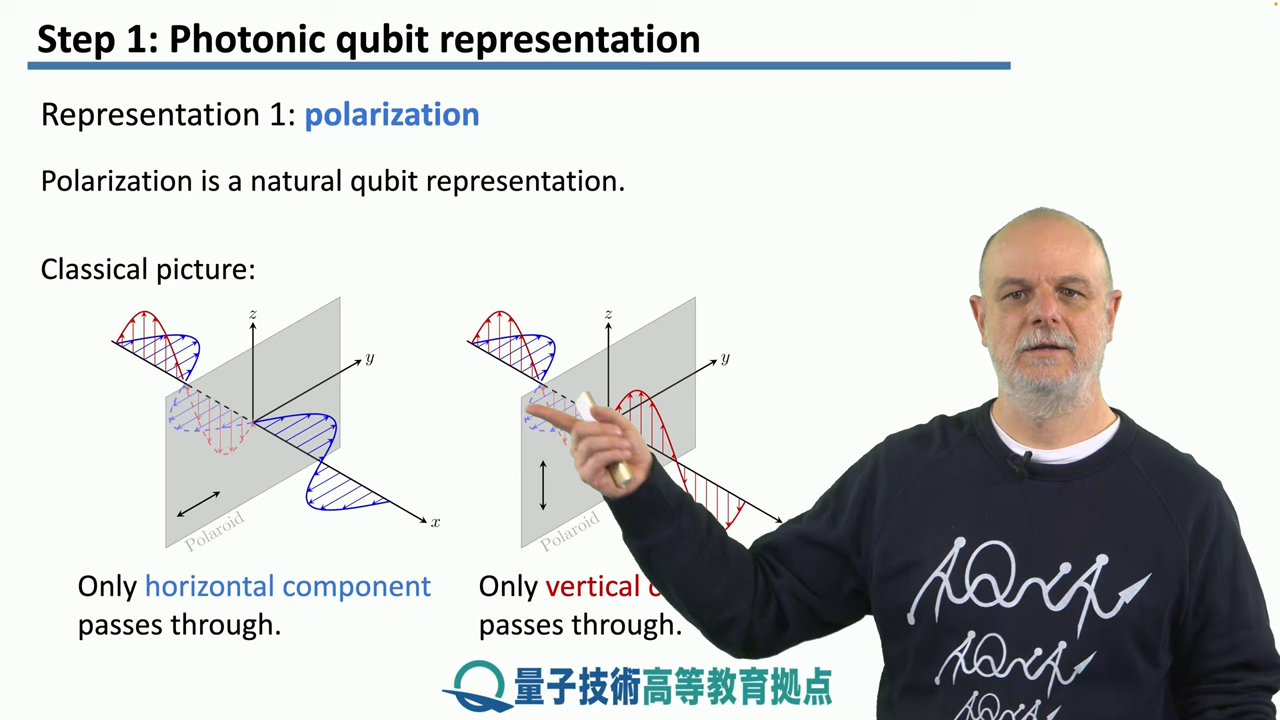 Step 1: Photonic qubit representation
Representation 1: polarization
Polarization is a natural qubit representation.
Classical picture:
z
y
x
Polaroid
z
y
Polaroid
Only horizontal component
passes through.
Only vertical
passes through.
量子技術高等教育拠点